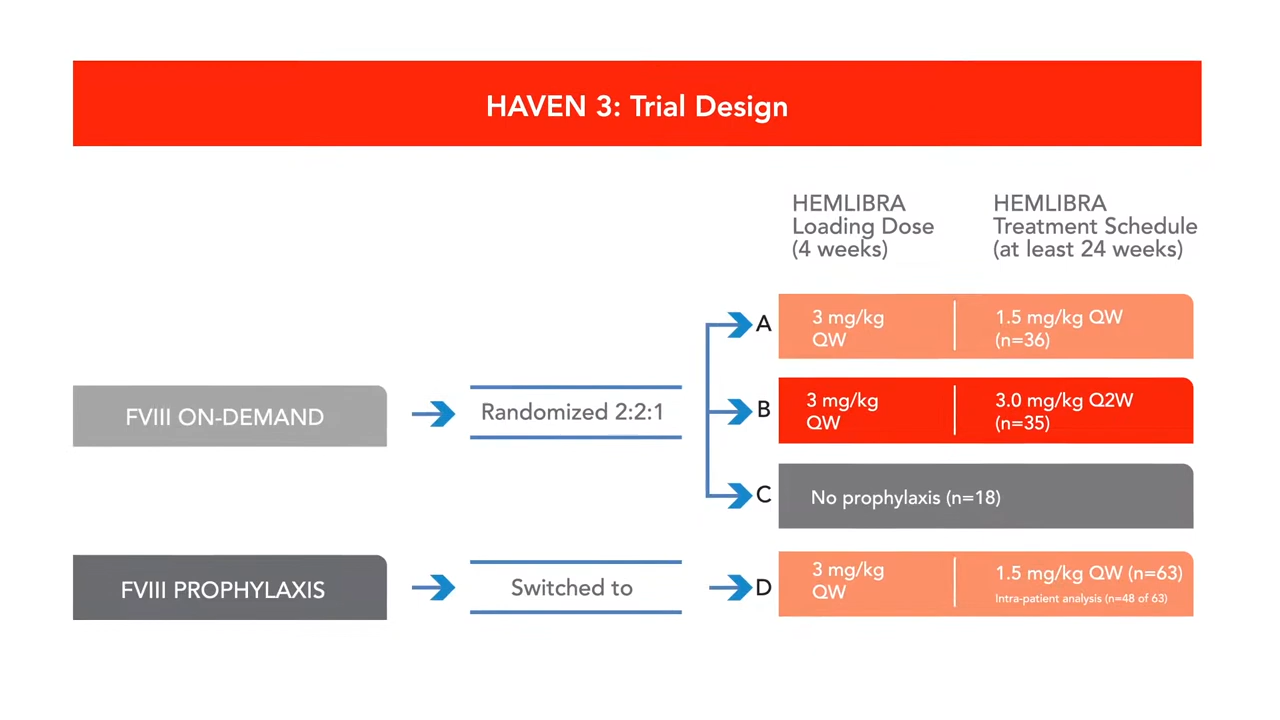 HAVEN 3: Trial Design
HEMLIBRA
Loading Dose
(4 weeks)
HEMLIBRA
Treatment Schedule
(at least 24 weeks)
FVIII ON-DEMAND
Randomized 2:2:1
A
3 mg/kg
QW
1.5 mg/kg QW
(n=36)
B
3 mg/kg
QW
3.0 mg/kg Q2W
(n=35)
C
No prophylaxis (n=18)
FVIII PROPHYLAXIS
Switched to
D
3 mg/kg
QW
1.5 mg/kg QW (n=63)
Intra-patient analysis (n=48 of 63)